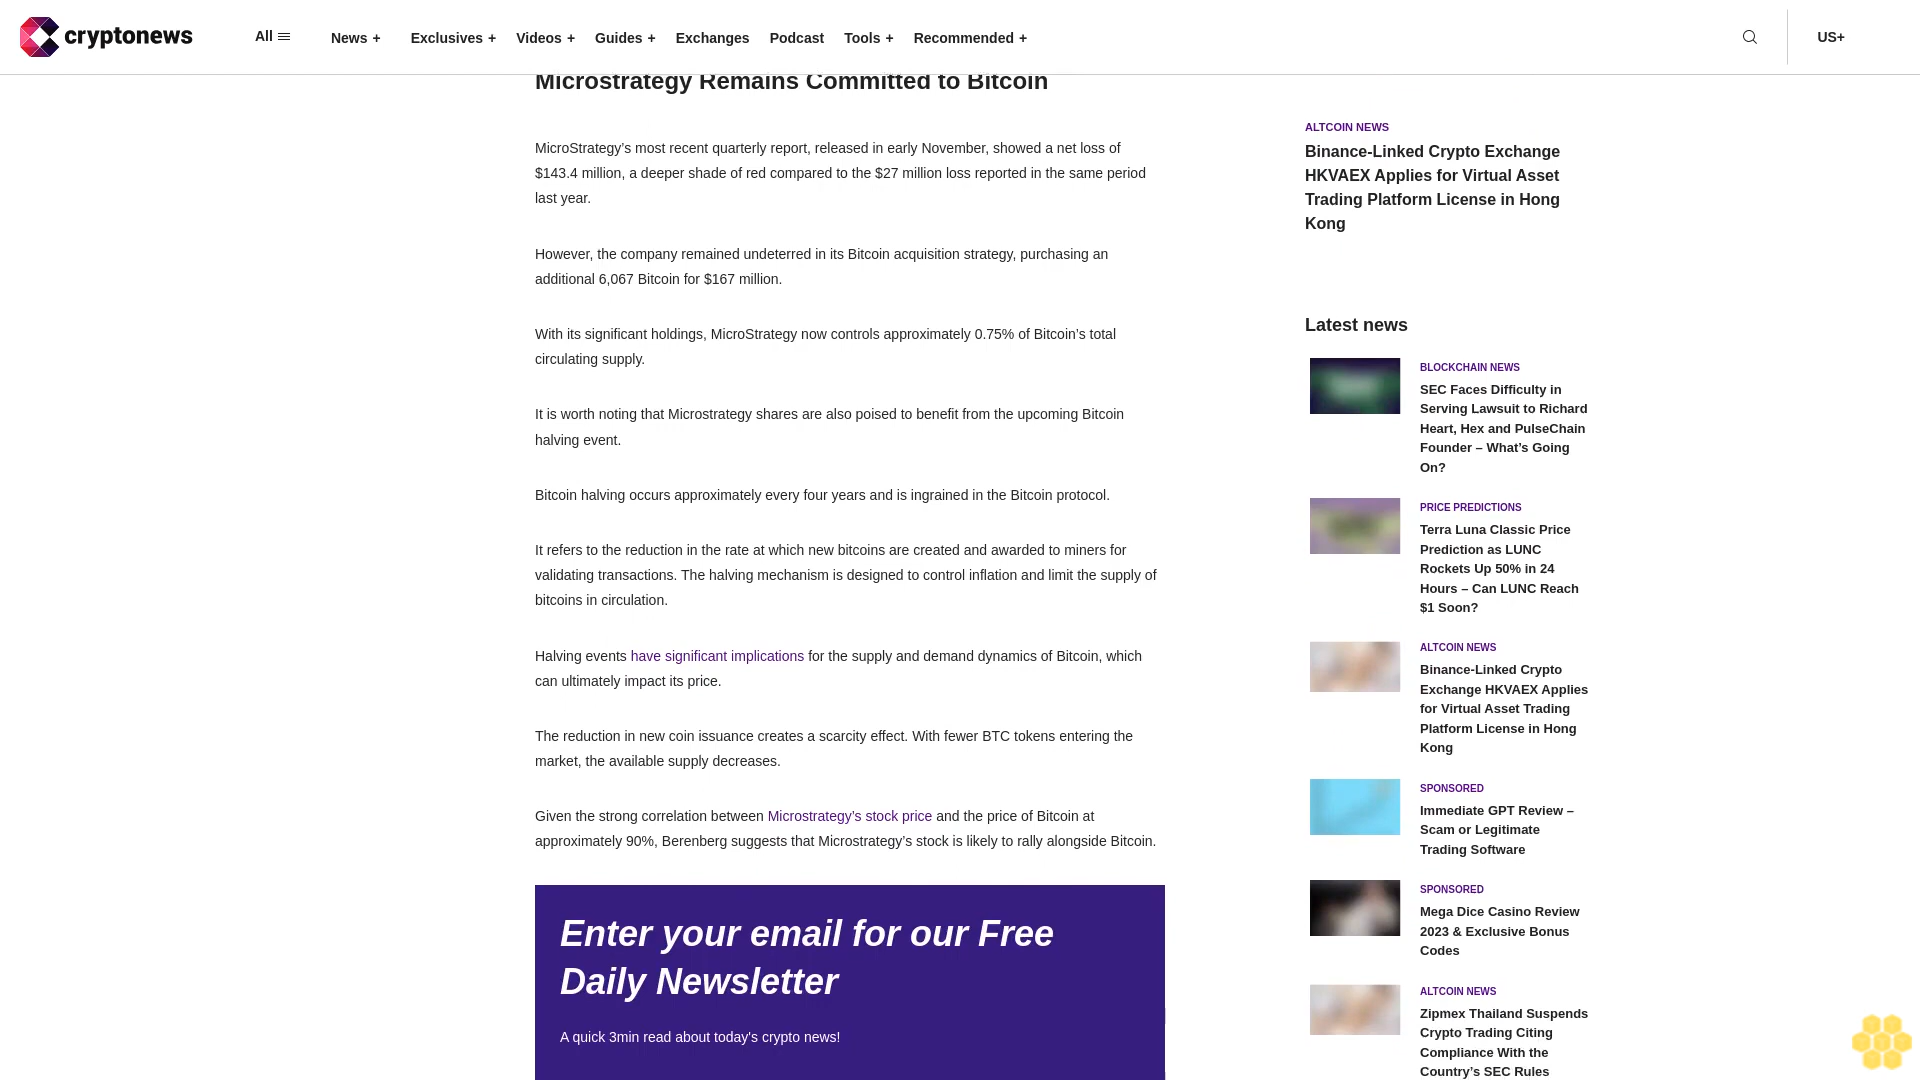 cryptonews
All
News +
Exclusives +
Videos +
Guides +
Exchanges
Podcast
Tools +
Recommended +
US+
Microstrategy Remains Committed to Bitcoin
MicroStrategy’s most recent quarterly report, released in early November, showed a net loss of
$143.4 million, a deeper shade of red compared to the $27 million loss reported in the same period
last year.
However, the company remained undeterred in its Bitcoin acquisition strategy, purchasing an
additional 6,067 Bitcoin for $167 million.
With its significant holdings, MicroStrategy now controls approximately 0.75% of Bitcoin’s total
circulating supply.
It is worth noting that Microstrategy shares are also poised to benefit from the upcoming Bitcoin
halving event.
Bitcoin halving occurs approximately every four years and is ingrained in the Bitcoin protocol.
It refers to the reduction in the rate at which new bitcoins are created and awarded to miners for
validating transactions. The halving mechanism is designed to control inflation and limit the supply of
bitcoins in circulation.
Halving events have significant implications for the supply and demand dynamics of Bitcoin, which
can ultimately impact its price.
The reduction in new coin issuance creates a scarcity effect. With fewer BTC tokens entering the
market, the available supply decreases.
Given the strong correlation between Microstrategy’s stock price and the price of Bitcoin at
approximately 90%, Berenberg suggests that Microstrategy’s stock is likely to rally alongside Bitcoin.
Enter your email for our Free
Daily Newsletter
A quick 3min read about today's crypto news!
ALTCOIN NEWS
Binance-Linked Crypto Exchange
HKVAEX Applies for Virtual Asset
Trading Platform License in Hong
Kong
Latest news
BLOCKCHAIN NEWS
SEC Faces Difficulty in
Serving Lawsuit to Richard
Heart, Hex and PulseChain
Founder – What’s Going
On?
PRICE PREDICTIONS
Terra Luna Classic Price
Prediction as LUNC
Rockets Up 50% in 24
Hours – Can LUNC Reach
$1 Soon?
ALTCOIN NEWS
Binance-Linked Crypto
Exchange HKVAEX Applies
for Virtual Asset Trading
Platform License in Hong
Kong
SPONSORED
Immediate GPT Review –
Scam or Legitimate
Trading Software
SPONSORED
Mega Dice Casino Review
2023 & Exclusive Bonus
Codes
ALTCOIN NEWS
Zipmex Thailand Suspends
Crypto Trading Citing
Compliance With the
Country’s SEC Rules